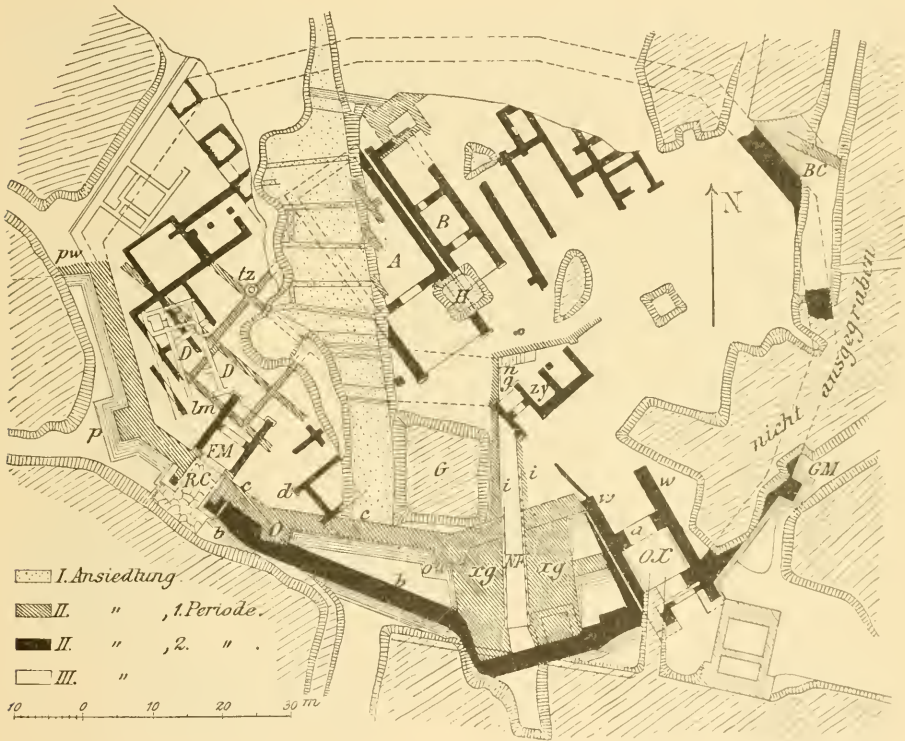 BC
N
B
A
H
tz
pw
nicht ausgegraben
D
D
n
g
zy
lm
p
FM
R.C.
G
GM
c
d
i
i
w
w
a
OX
b
O
c
o
NF
xg
xg
b
I. Ansiedlung
II. " , 1. Periode.
II. " , 2. " .
III. "
10 0 10 20 30 m